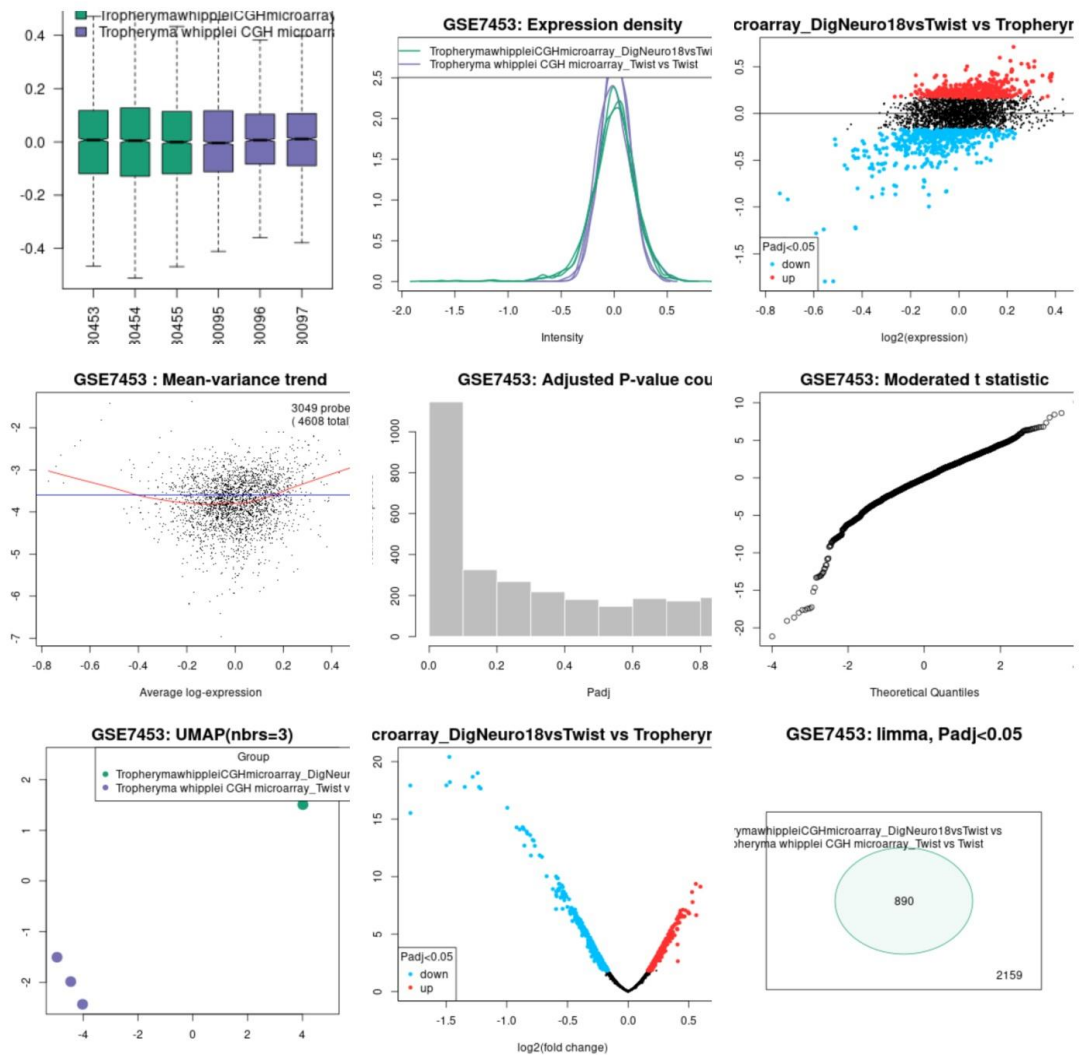 TropherymawhippleiCGHmicroarray
Tropheryma whipplei CGH microarr
0.4
0.2
0.0
-0.2
-0.4
30453
30454
30455
30095
30096
30097
GSE7453: Expression density
TropherymawhippleiCGHmicroarray_DigNeuro18vsTwi
Tropheryma whipplei CGH microarray_Twist vs Twist
2.5
2.0
1.5
1.0
0.5
0.0
-2.0 -1.5 -1.0 -0.5 0.0 0.5
Intensity
croarray_DigNeuro18vsTwist vs Tropheryr
0.5
0.0
-0.5
-1.0
-1.5
Padj<0.05
down
up
-0.8 -0.6 -0.4 -0.2 0.0 0.2 0.4
log2(expression)
GSE7453 : Mean-variance trend
3049 probe
( 4608 total
-2
-3
-4
-5
-6
-7
-0.8 -0.6 -0.4 -0.2 0.0 0.2 0.4
Average log-expression
GSE7453: Adjusted P-value cou
1000
800
600
400
200
0
0.0 0.2 0.4 0.6 0.8
Padj
GSE7453: Moderated t statistic
10
5
0
-5
-10
-15
-20
-4 -2 0 2
Theoretical Quantiles
GSE7453: UMAP(nbrs=3)
Group
TropherymawhippleiCGHmicroarray_DigNeur
Tropheryma whipplei CGH microarray_Twist v
2
1
0
-1
-2
-4 -2 0 2 4
croarray_DigNeuro18vsTwist vs Tropheryr
20
15
10
5
0
Padj<0.05
down
up
-1.5 -1.0 -0.5 0.0 0.5
log2(fold change)
GSE7453: limma, Padj<0.05
rymawhippleiCGHmicroarray_DigNeuro18vsTwist vs
pheryma whipplei CGH microarray_Twist vs Twist
890
2159